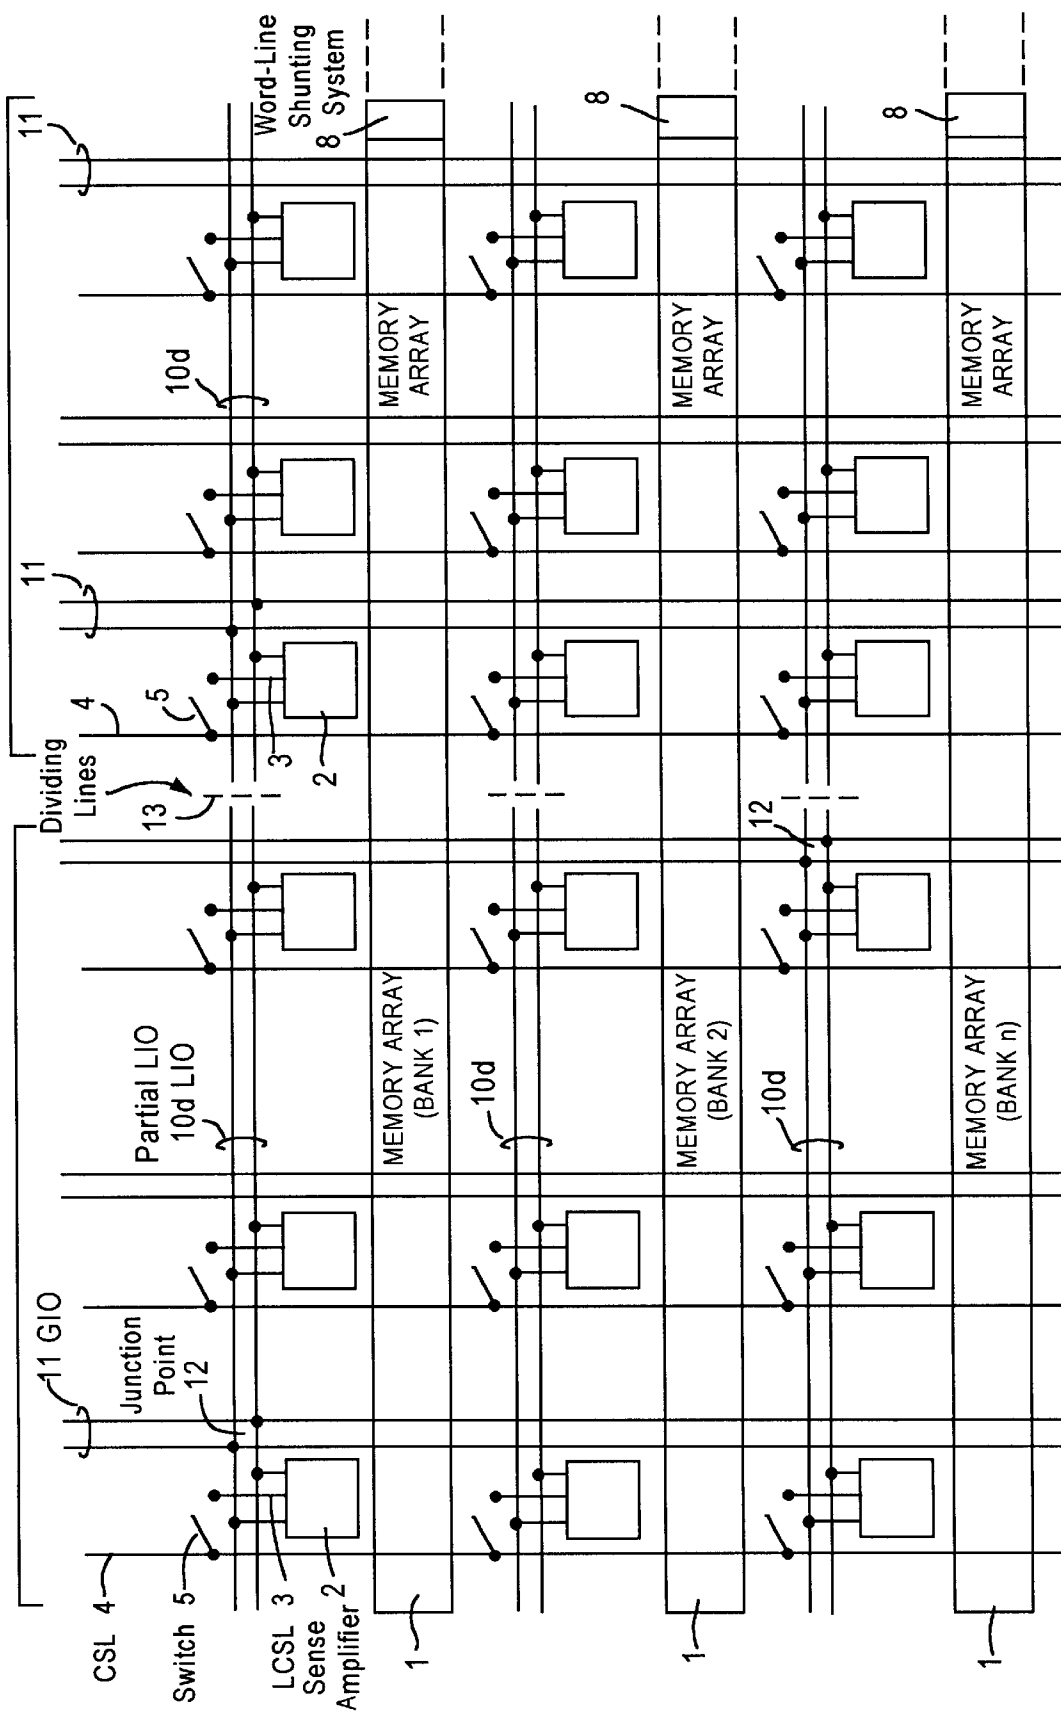 CSL 4
Switch 5
LCSL 3
Sense
Amplifier 2
11 GIO
Junction
Point
12
Partial LIO
10d LIO
Dividing
Lines
13
4
5
3
2
11
10d
11
Word-Line
Shunting
System
8
1
MEMORY ARRAY
(BANK 1)
MEMORY
ARRAY
10d
8
1
MEMORY ARRAY
(BANK 2)
MEMORY
ARRAY
10d
12
8
1
MEMORY ARRAY
(BANK n)
MEMORY
ARRAY